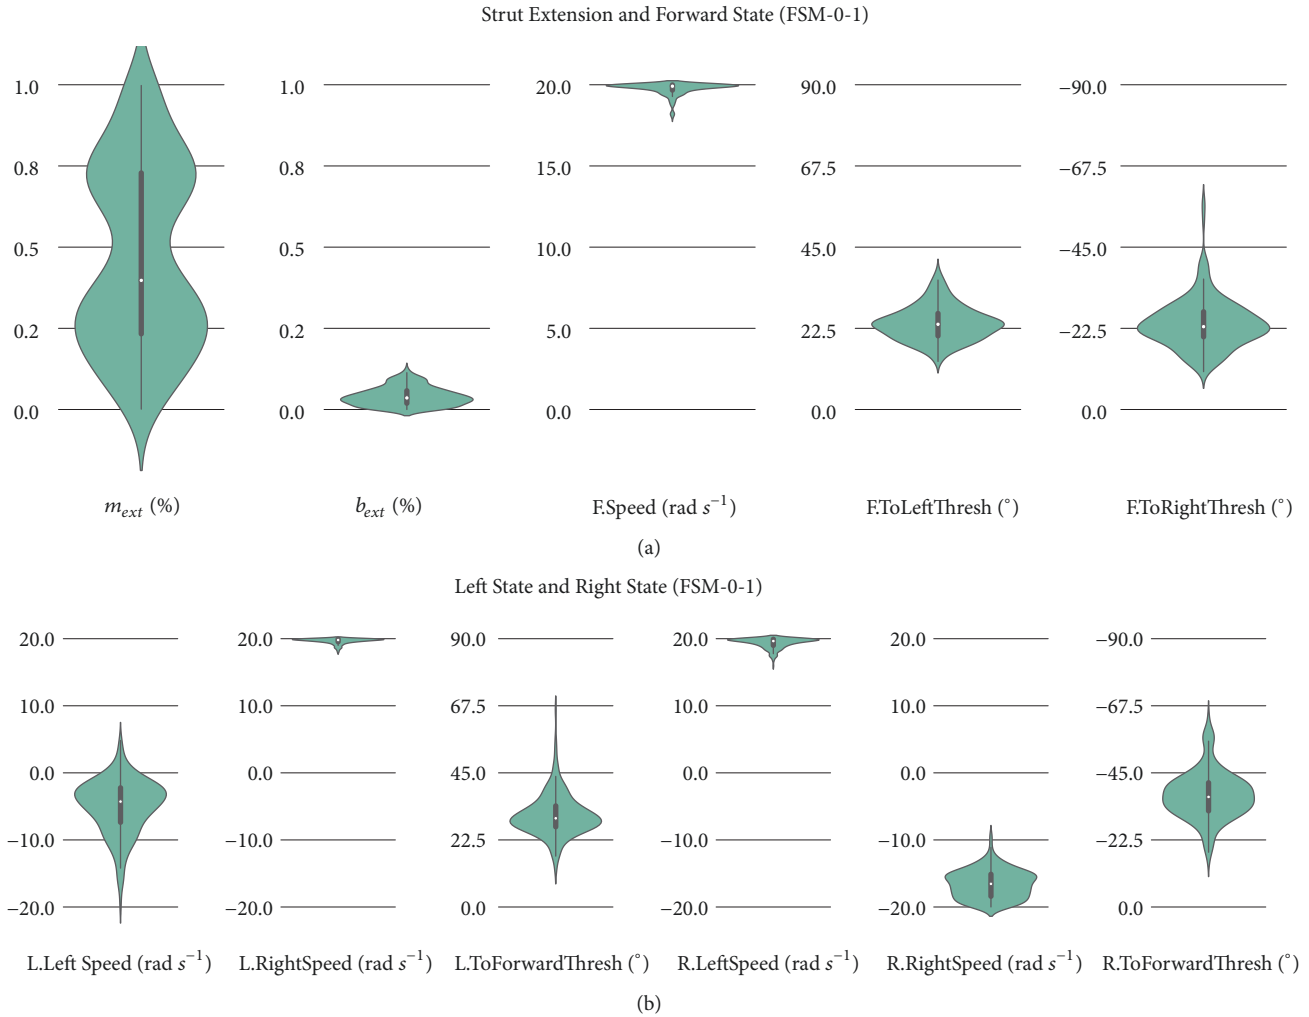 Strut Extension and Forward State (FSM-0-1)
1.0 1.0 20.0 90.0 −90.0
0.8 0.8 15.0 67.5 −67.5
0.5 0.5 10.0 45.0 −45.0
0.2 0.2 5.0 22.5 −22.5
0.0 0.0 0.0 0.0 0.0
m_ext (%) b_ext (%) F.Speed (rad s⁻¹) F.ToLeftThresh (°) F.ToRightThresh (°)
(a)
Left State and Right State (FSM-0-1)
20.0 20.0 90.0 20.0 20.0 −90.0
10.0 10.0 67.5 10.0 10.0 −67.5
0.0 0.0 45.0 0.0 0.0 −45.0
−10.0 −10.0 22.5 −10.0 −10.0 −22.5
−20.0 −20.0 0.0 −20.0 −20.0 0.0
L.Left Speed (rad s⁻¹) L.RightSpeed (rad s⁻¹) L.ToForwardThresh (°) R.LeftSpeed (rad s⁻¹) R.RightSpeed (rad s⁻¹) R.ToForwardThresh (°)
(b)